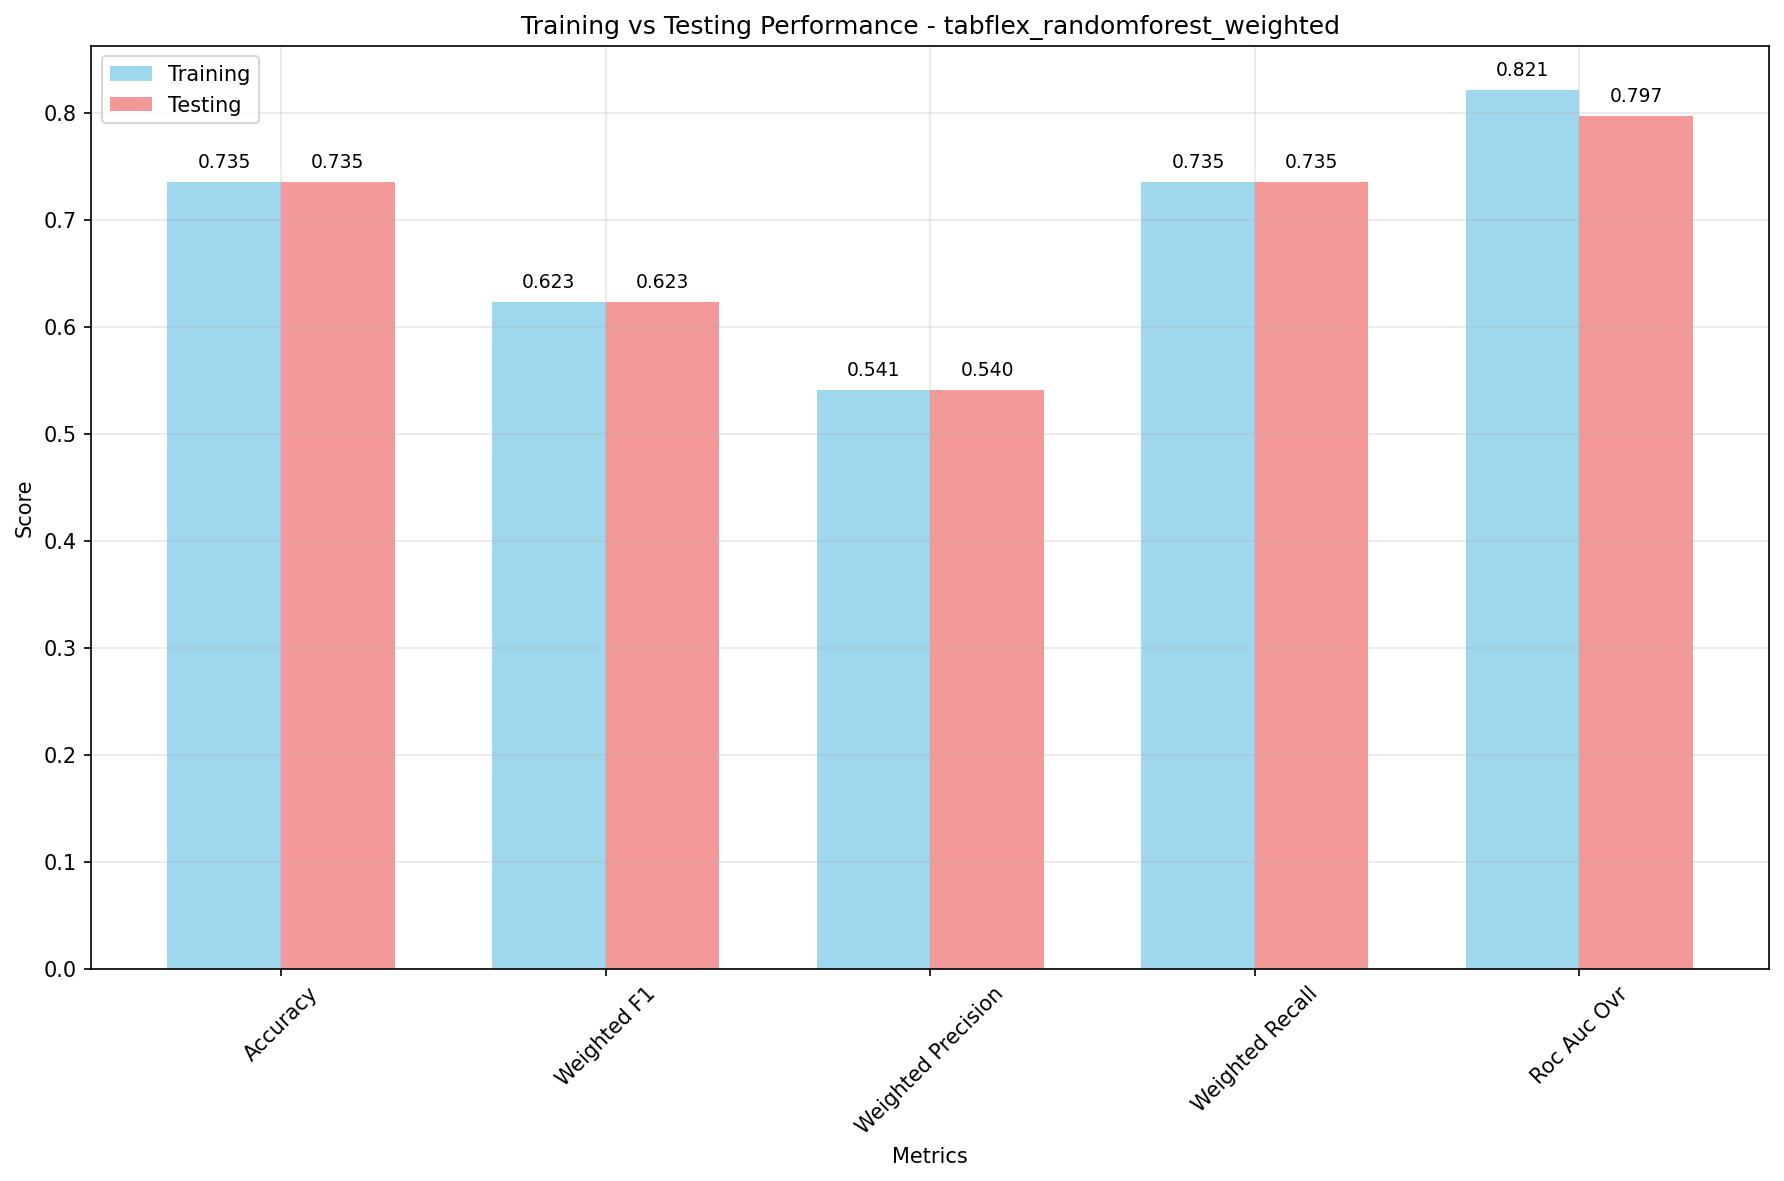 Training vs Testing Performance - tabflex_randomforest_weighted
Training
Testing
0.735
0.735
0.623
0.623
0.541
0.540
0.735
0.735
0.821
0.797
Score
0.8
0.7
0.6
0.5
0.4
0.3
0.2
0.1
0.0
Accuracy
Weighted F1
Weighted Precision
Weighted Recall
Roc Auc Ovr
Metrics